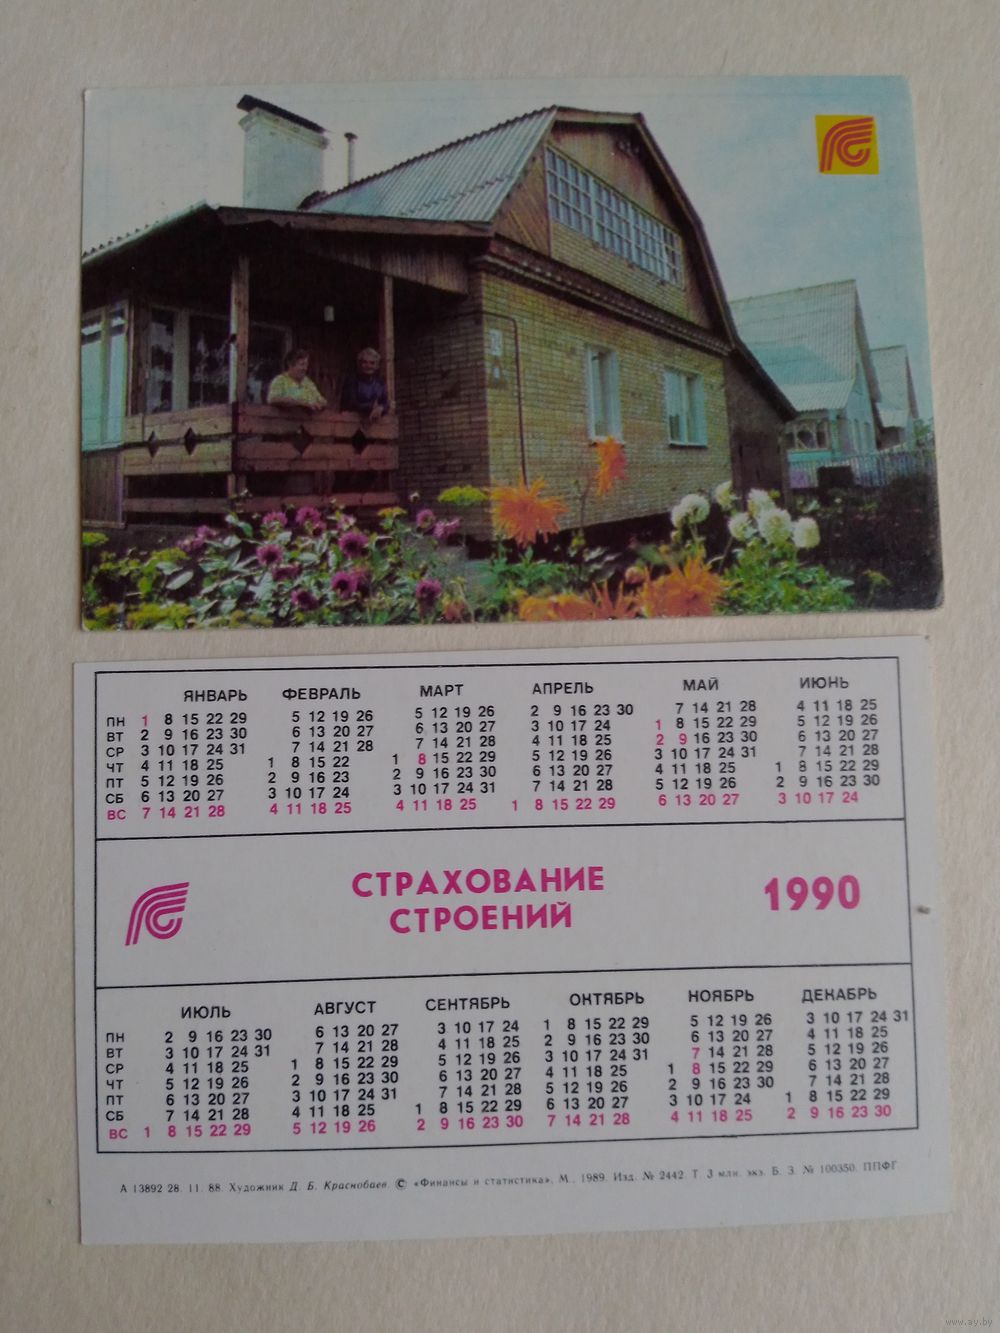 ЯНВАРЬ ФЕВРАЛЬ МАРТ АПРЕЛЬ МАЙ ИЮНЬ
ПН 1 8 15 22 29 5 12 19 26 5 12 19 26 2 9 16 23 30 7 14 21 28 4 11 18 25
ВТ 2 9 16 23 30 6 13 20 27 6 13 20 27 3 10 17 24 1 8 15 22 29 5 12 19 26
СР 3 10 17 24 31 7 14 21 28 7 14 21 28 4 11 18 25 2 9 16 23 30 6 13 20 27
ЧТ 4 11 18 25 1 8 15 22 1 8 15 22 29 5 12 19 26 3 10 17 24 31 7 14 21 28
ПТ 5 12 19 26 2 9 16 23 2 9 16 23 30 6 13 20 27 4 11 18 25 1 8 15 22 29
СБ 6 13 20 27 3 10 17 24 3 10 17 24 31 7 14 21 28 5 12 19 26 2 9 16 23 30
ВС 7 14 21 28 4 11 18 25 4 11 18 25 1 8 15 22 29 6 13 20 27 3 10 17 24
СТРАХОВАНИЕ
СТРОЕНИЙ
1990
ИЮЛЬ АВГУСТ СЕНТЯБРЬ ОКТЯБРЬ НОЯБРЬ ДЕКАБРЬ
ПН 2 9 16 23 30 6 13 20 27 3 10 17 24 1 8 15 22 29 5 12 19 26 3 10 17 24 31
ВТ 3 10 17 24 31 7 14 21 28 4 11 18 25 2 9 16 23 30 6 13 20 27 4 11 18 25
СР 4 11 18 25 1 8 15 22 29 5 12 19 26 3 10 17 24 31 7 14 21 28 5 12 19 26
ЧТ 5 12 19 26 2 9 16 23 30 6 13 20 27 4 11 18 25 1 8 15 22 29 6 13 20 27
ПТ 6 13 20 27 3 10 17 24 31 7 14 21 28 5 12 19 26 2 9 16 23 30 7 14 21 28
СБ 7 14 21 28 4 11 18 25 1 8 15 22 29 6 13 20 27 3 10 17 24 1 8 15 22 29
ВС 1 8 15 22 29 5 12 19 26 2 9 16 23 30 7 14 21 28 4 11 18 25 2 9 16 23 30
А 13892 28. 11. 88. Художник Д. Б. Краснобаев. © «Финансы и статистика», М., 1989. Изд. № 2442. Т. 3 млн. экз. Б. З. № 100350. ППФГ
www.ay.by